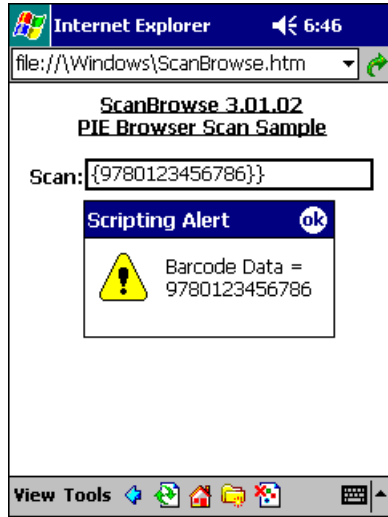 Internet Explorer 6:46
file://\Windows\ScanBrowse.htm
ScanBrowse 3.01.02
PIE Browser Scan Sample
Scan: {9780123456786}}
Scripting Alert ok
Barcode Data =
9780123456786
View Tools